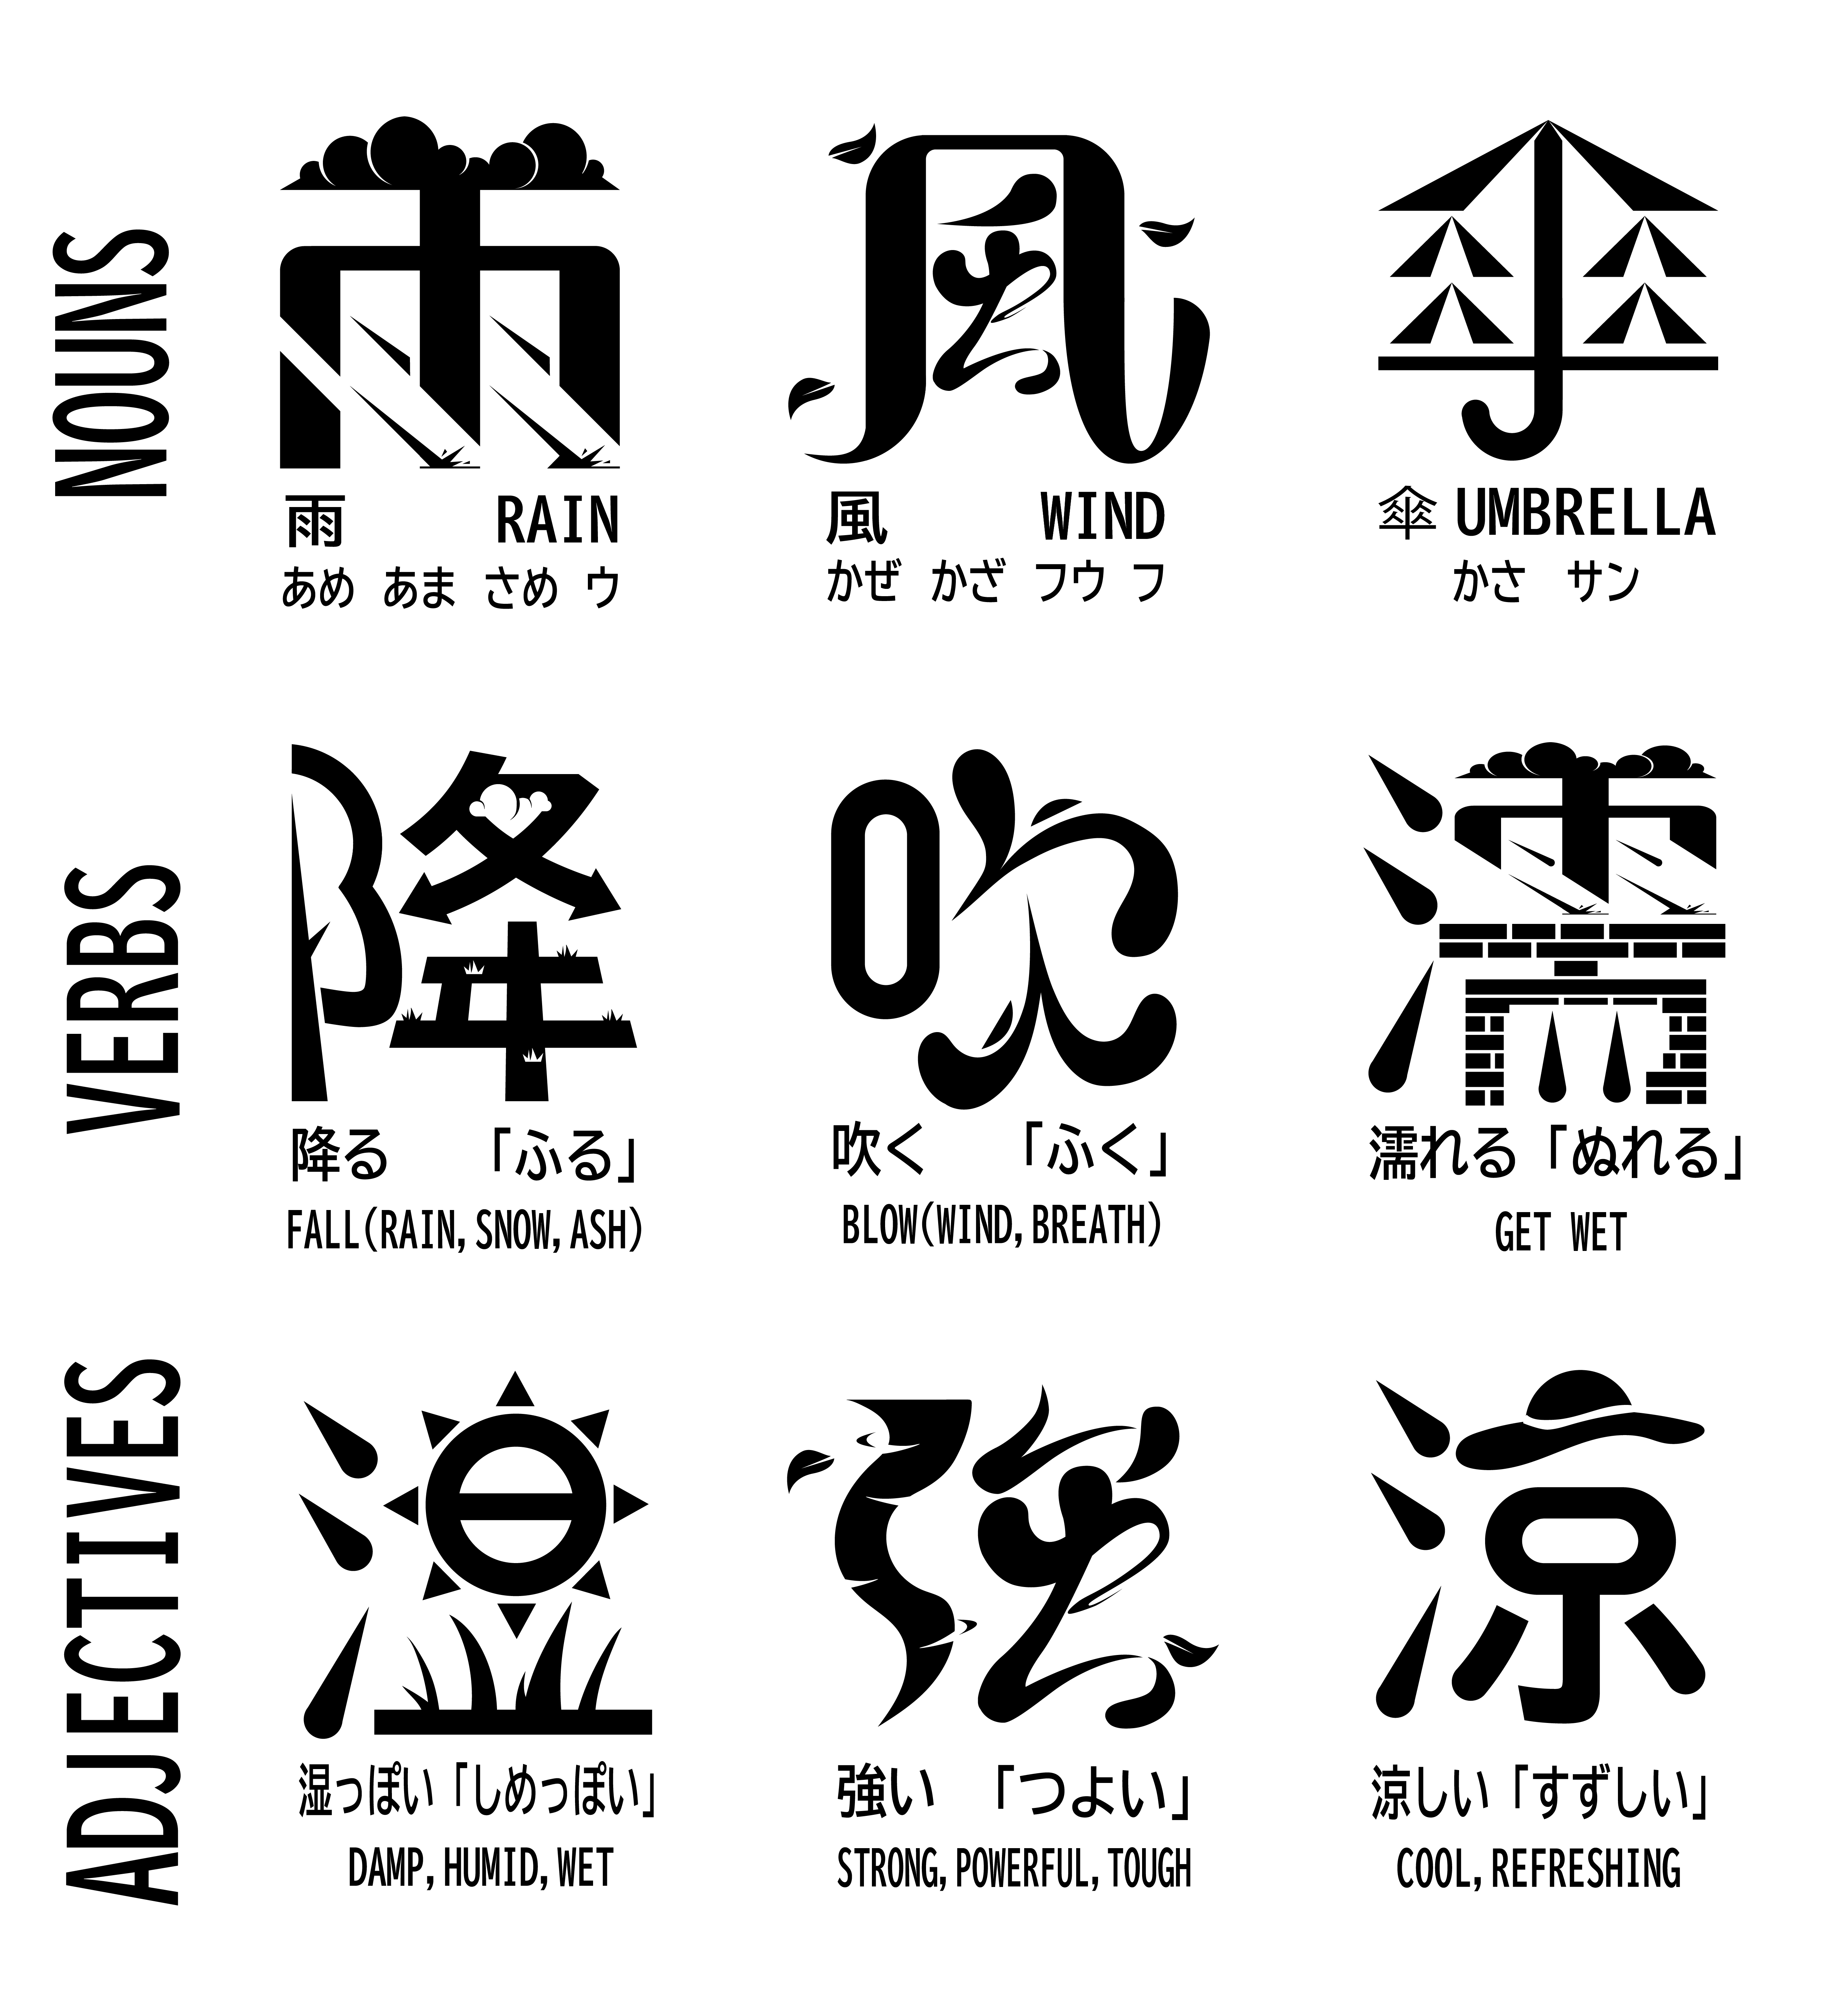 NOUNS
雨 風 傘
雨 RAIN
あめ あま さめ ウ
風 WIND
かぜ かざ フウ フ
傘 UMBRELLA
かさ サン
VERBS
降 吹 濡
降る 「ふる」
FALL(RAIN,SNOW,ASH)
吹く 「ふく」
BLOW(WIND,BREATH)
濡れる「ぬれる」
GET WET
ADJECTIVES
湿 強 涼
湿っぽい「しめっぽい」
DAMP,HUMID,WET
強い 「つよい」
STRONG,POWERFUL,TOUGH
涼しい「すずしい」
COOL,REFRESHING